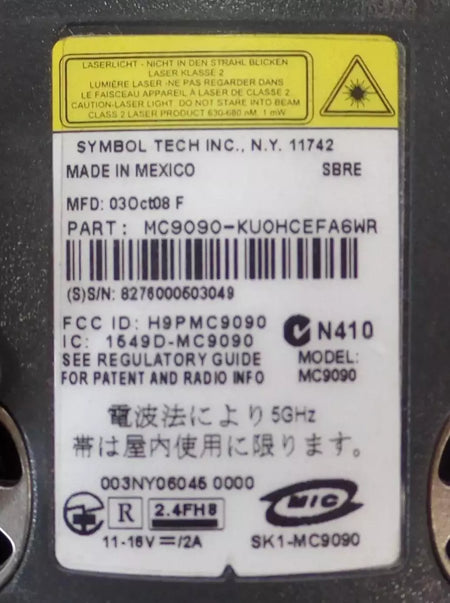 LASERLICHT - NICHT IN DEN STRAHL BLICKEN
LASER KLASSE 2
LUMIÈRE LASER -NE PAS REGARDER DANS
LE FAISCEAU APPAREIL À LASER DE CLASSE 2
CAUTION-LASER LIGHT. DO NOT STARE INTO BEAM
CLASS 2 LASER PRODUCT 630-680 nM, 1 mW
SYMBOL TECH INC., N.Y. 11742
MADE IN MEXICO SBRE
MFD: 03Oct08 F
PART: MC9090-KU0HCEFA6WR
(S)S/N: 8276000503049
FCC ID: H9PMC9090
IC: 1549D-MC9090
SEE REGULATORY GUIDE
FOR PATENT AND RADIO INFO
N410
MODEL:
MC9090
電波法により5GHz
帯は屋内使用に限ります。
003NY06046 0000
R 2.4FH8
MIC
11-16V ⎓/2A SK1-MC9090